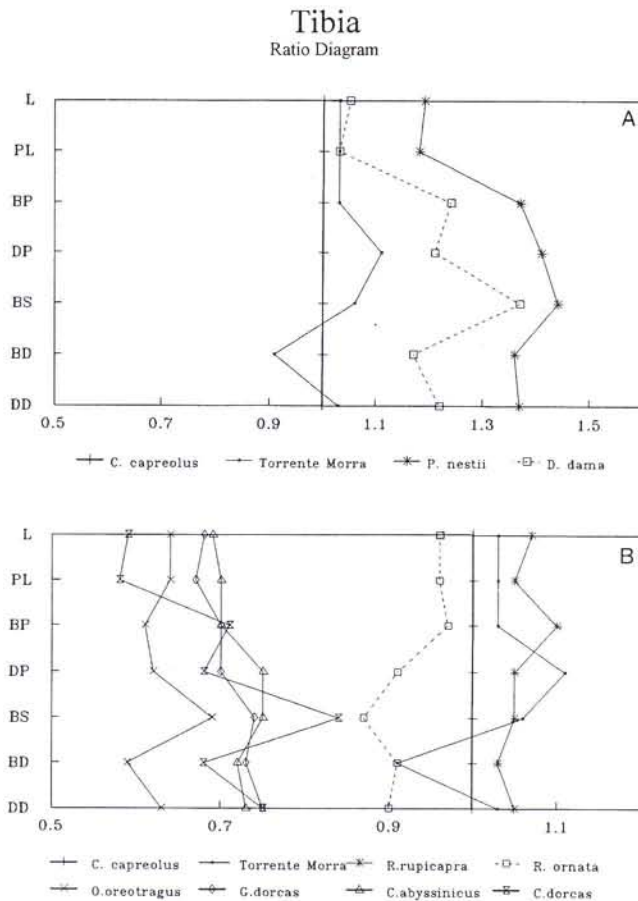 Tibia
Ratio Diagram
L
A
PL
BP
DP
BS
BD
DD
0.5 0.7 0.9 1.1 1.3 1.5
C. capreolus Torrente Morra P. nestii D. dama
L
B
PL
BP
DP
BS
BD
DD
0.5 0.7 0.9 1.1
C. capreolus Torrente Morra R.rupicapra R. ornata
O.oreotragus G.dorcas C.abyssinicus C.dorcas